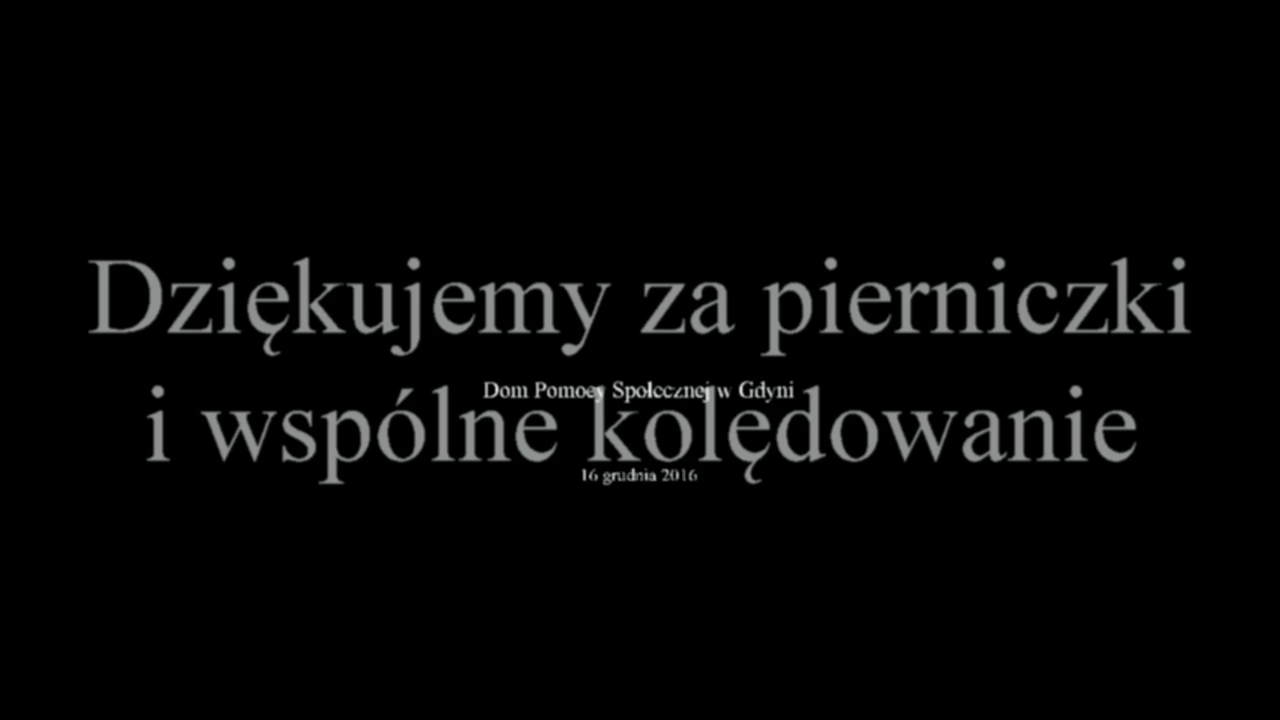 Dziękujemy za pierniczki
Dom Pomocy Społecznej w Gdyni
i wspólne kolędowanie
16 grudnia 2016